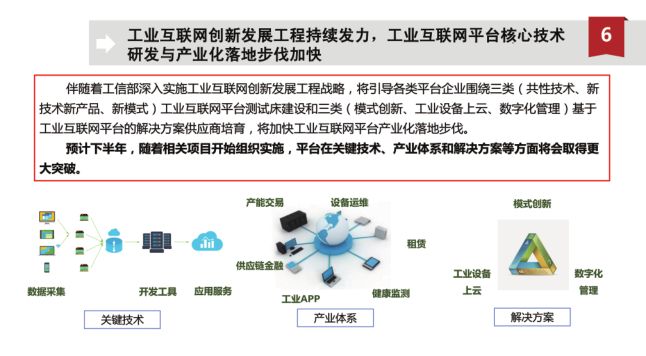 工业互联网创新发展工程持续发力，工业互联网平台核心技术
研发与产业化落地步伐加快
6
伴随着工信部深入实施工业互联网创新发展工程战略，将引导各类平台企业围绕三类（共性技术、新
技术新产品、新模式）工业互联网平台测试床建设和三类（模式创新、工业设备上云、数字化管理）基于
工业互联网平台的解决方案供应商培育，将加快工业互联网平台产业化落地步伐。
预计下半年，随着相关项目开始组织实施，平台在关键技术、产业体系和解决方案等方面将会取得更
大突破。
数据采集
开发工具
应用服务
关键技术
产能交易
设备运维
租赁
供应链金融
健康监测
工业APP
产业体系
模式创新
工业设备
上云
数字化
管理
解决方案